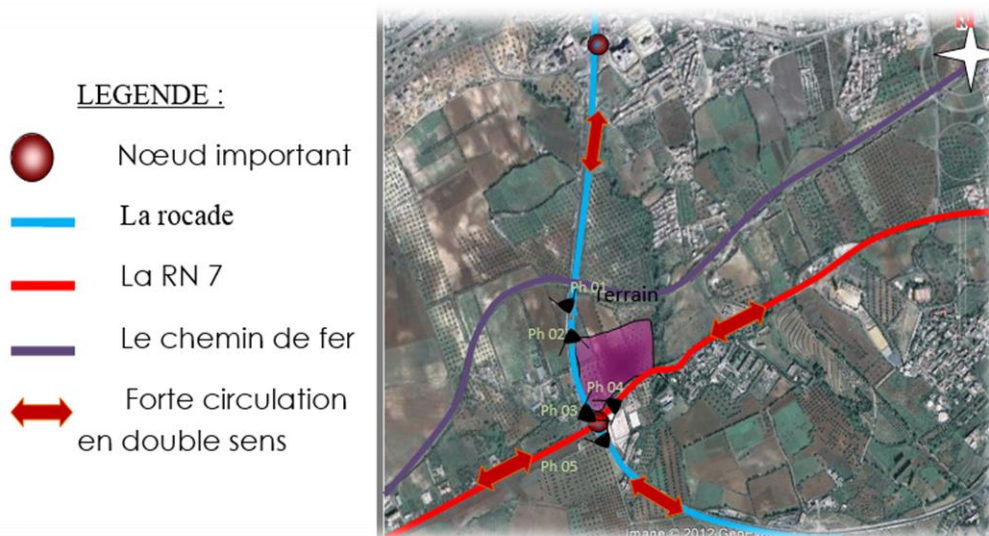 LEGENDE :
Nœud important
La rocade
La RN 7
Le chemin de fer
Forte circulation
en double sens
N
Ph 01
Terrain
Ph 02
Ph 04
Ph 03
Ph 05
Image © 2012